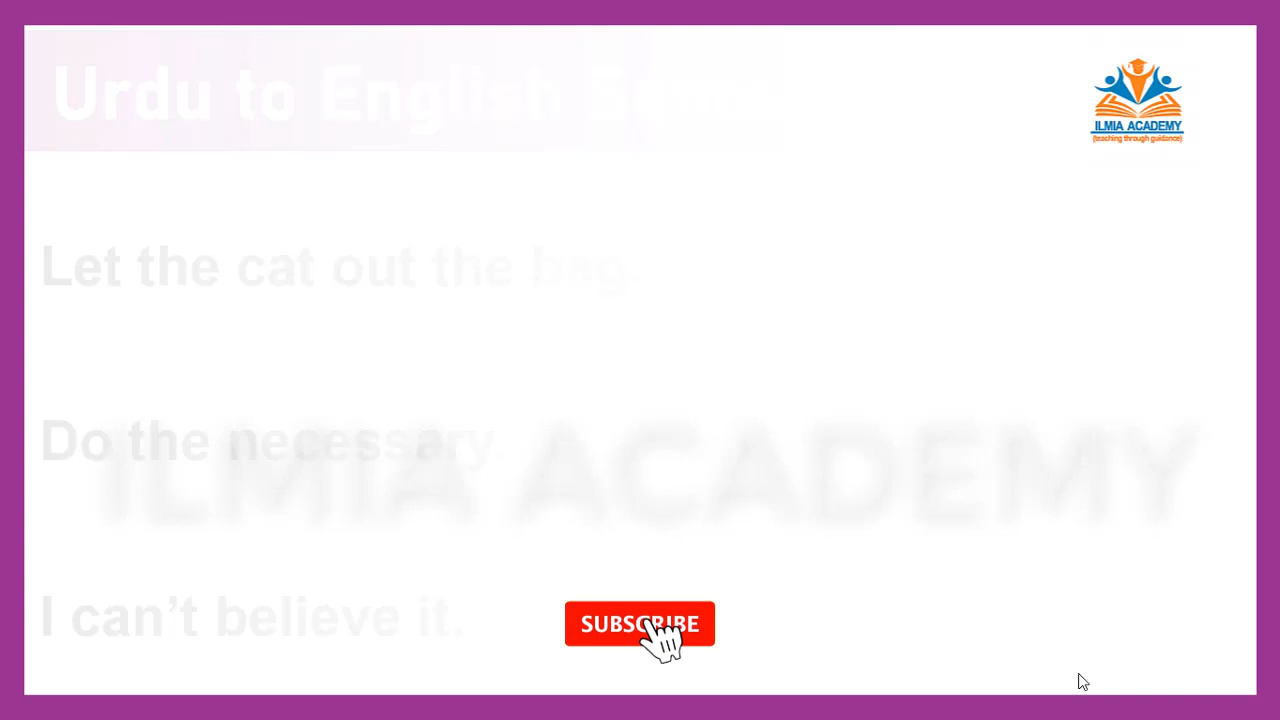 Urdu to English
ILMIA ACADEMY
(teaching through guidance)
Let the cat out the bag.
Do the necessary.
ILMIA ACADEMY
I can’t believe it.
SUBSCRIBE